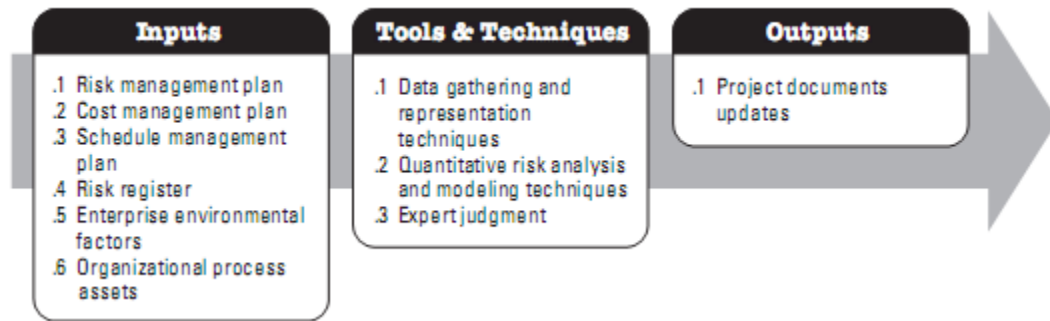 Inputs
.1 Risk management plan
.2 Cost management plan
.3 Schedule management
plan
.4 Risk register
.5 Enterprise environmental
factors
.6 Organizational process
assets
Tools & Techniques
.1 Data gathering and
representation
techniques
.2 Quantitative risk analysis
and modeling techniques
.3 Expert judgment
Outputs
.1 Project documents
updates